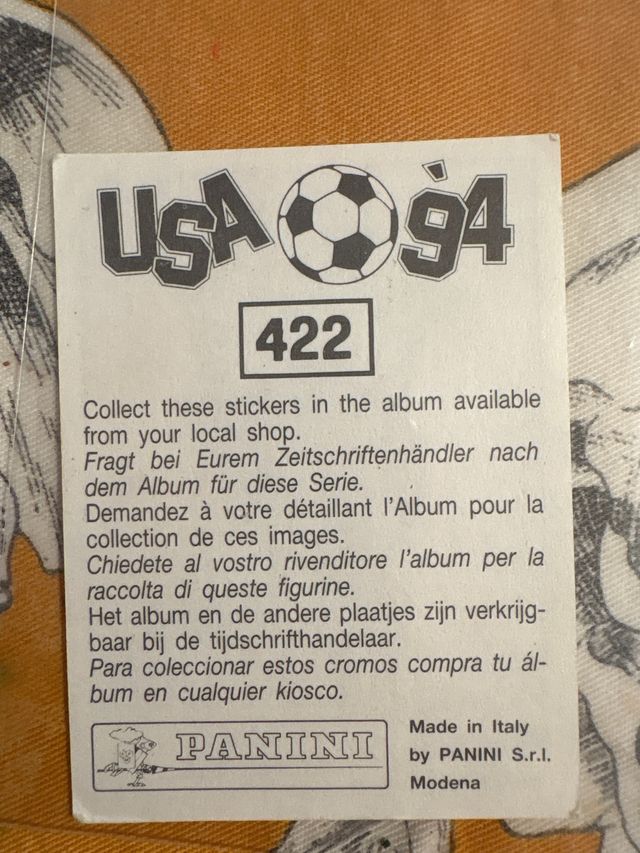 USA '94
422
Collect these stickers in the album available
from your local shop.
Fragt bei Eurem Zeitschriftenhändler nach
dem Album für diese Serie.
Demandez à votre détaillant l'Album pour la
collection de ces images.
Chiedete al vostro rivenditore l'album per la
raccolta di queste figurine.
Het album en de andere plaatjes zijn verkrijg-
baar bij de tijdschrifthandelaar.
Para coleccionar estos cromos compra tu ál-
bum en cualquier kiosco.
PANINI
Made in Italy
by PANINI S.r.l.
Modena